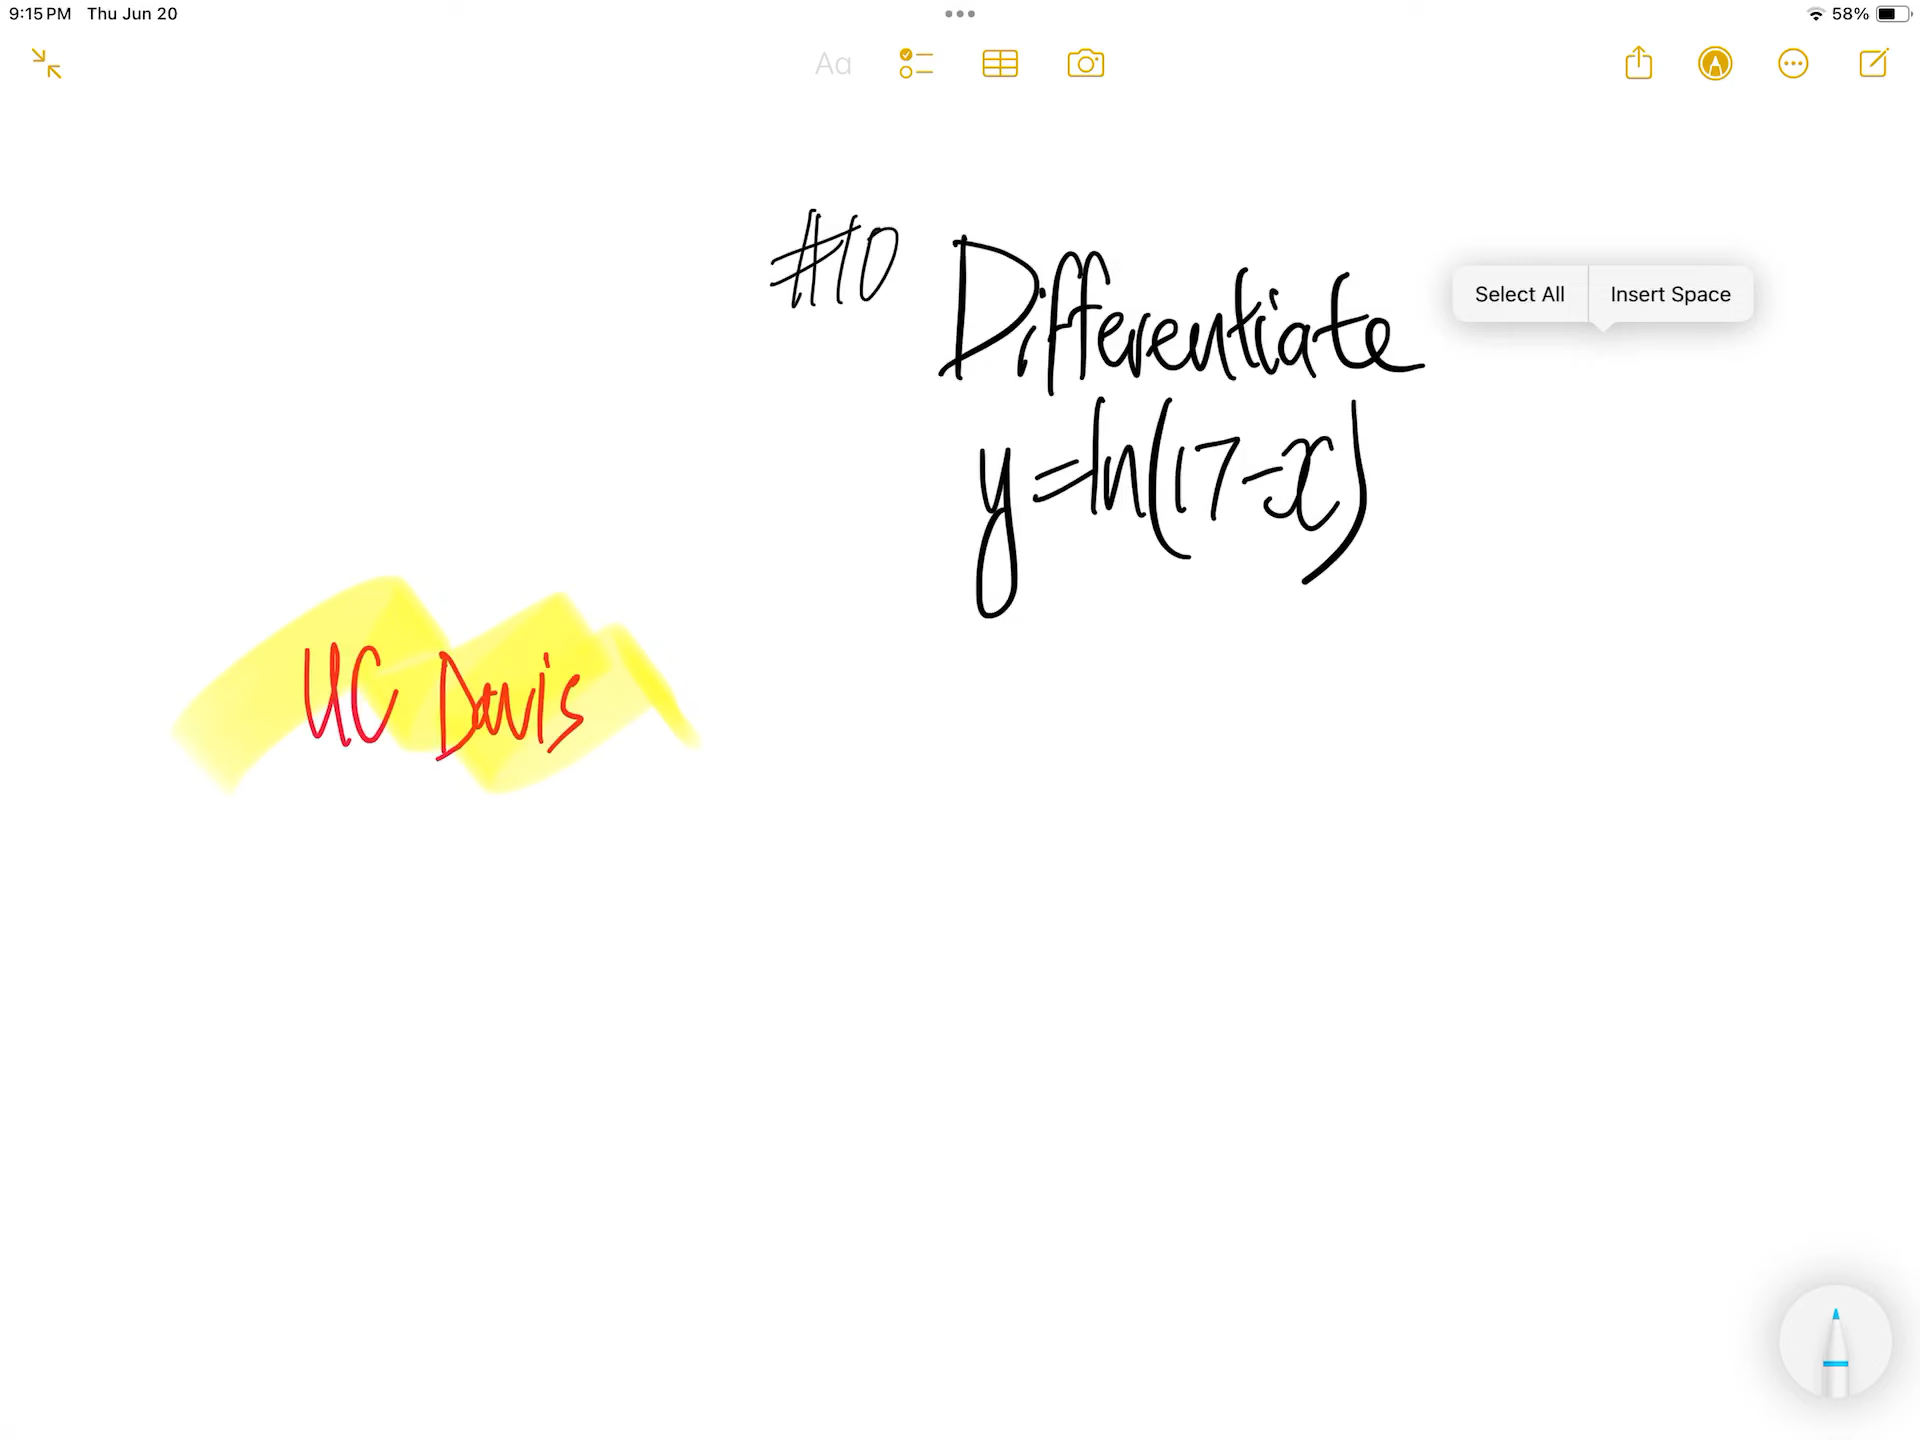 9:15 PM Thu Jun 20
58%
Aa
#10 Differentiate
Select All Insert Space
y=ln(17-x)
UC Davis